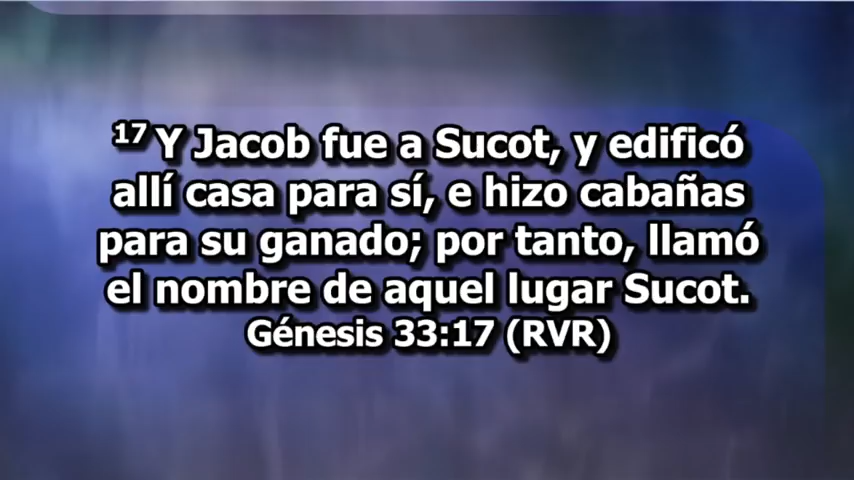 17 Y Jacob fue a Sucot, y edificó
allí casa para sí, e hizo cabañas
para su ganado; por tanto, llamó
el nombre de aquel lugar Sucot.
Génesis 33:17 (RVR)